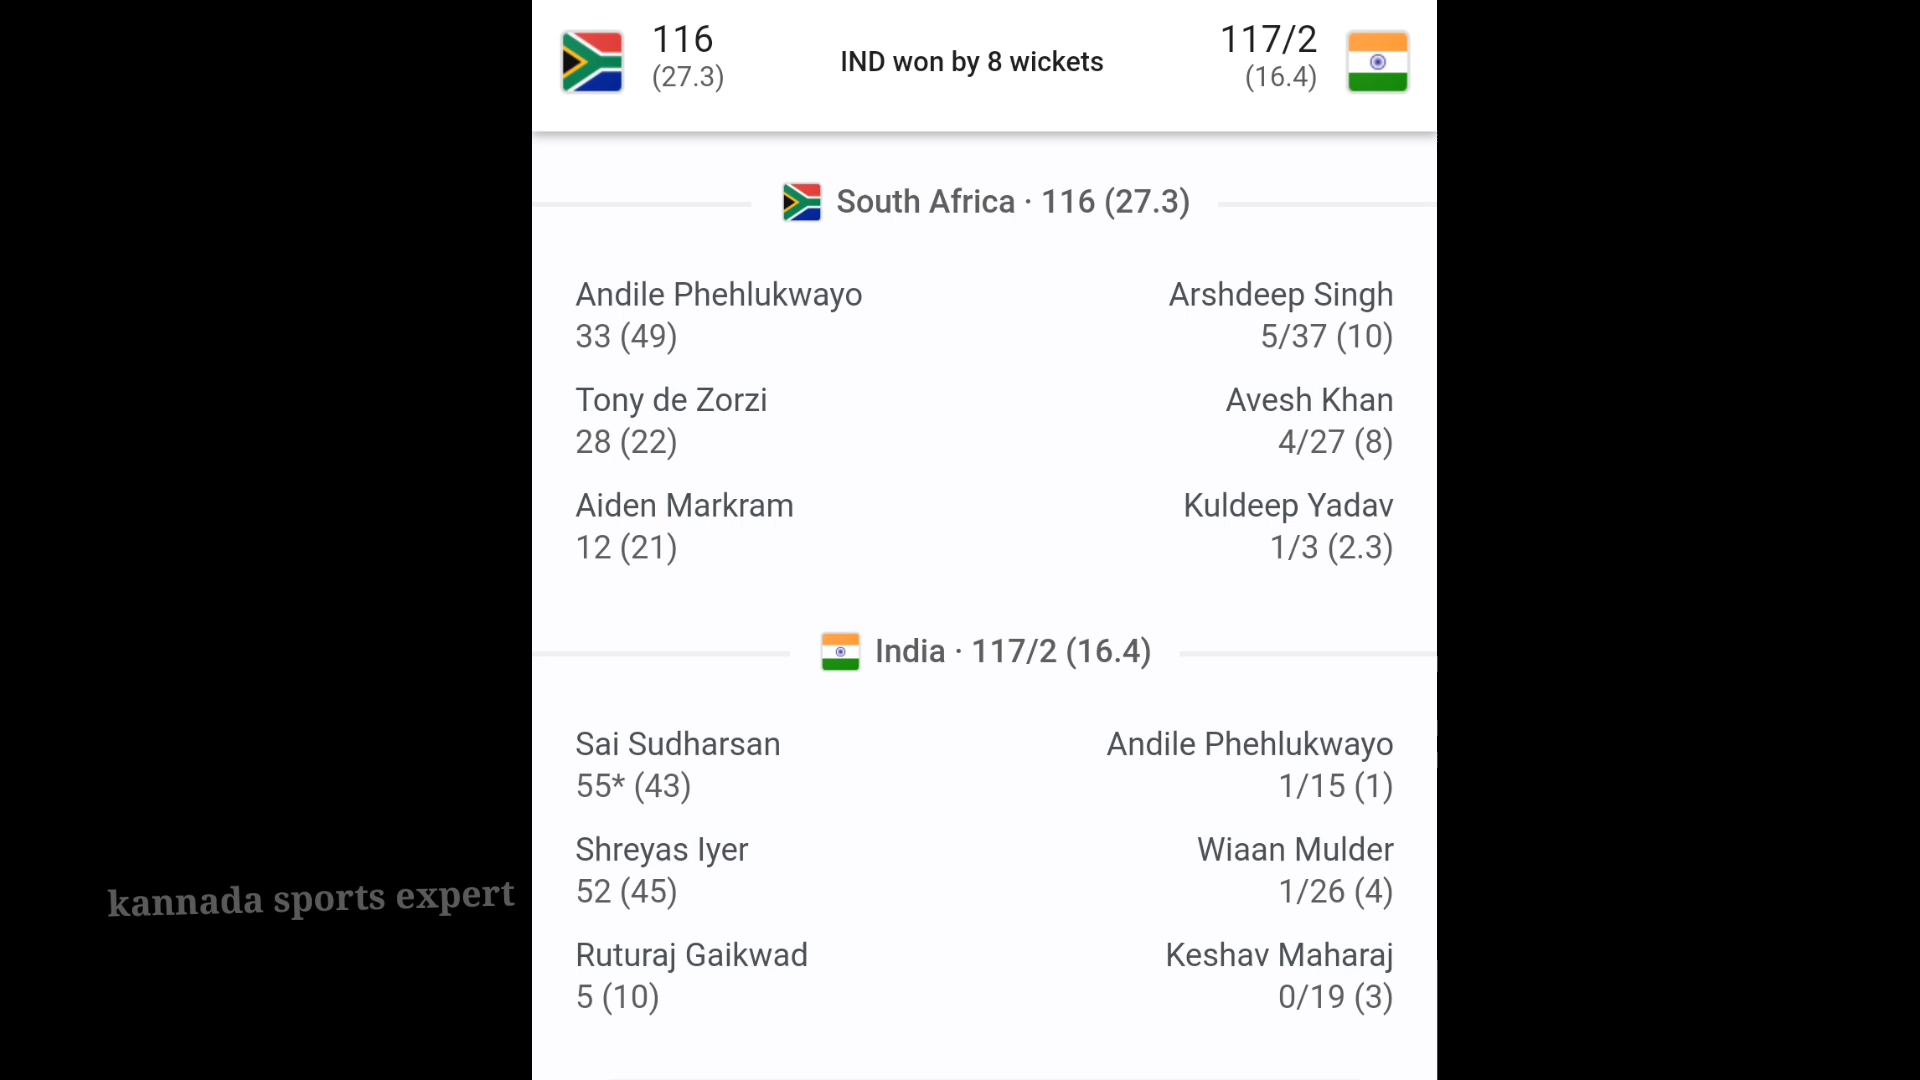 116
(27.3)
IND won by 8 wickets
117/2
(16.4)
South Africa · 116 (27.3)
Andile Phehlukwayo
33 (49)
Arshdeep Singh
5/37 (10)
Tony de Zorzi
28 (22)
Avesh Khan
4/27 (8)
Aiden Markram
12 (21)
Kuldeep Yadav
1/3 (2.3)
India · 117/2 (16.4)
Sai Sudharsan
55* (43)
Andile Phehlukwayo
1/15 (1)
Shreyas Iyer
52 (45)
Wiaan Mulder
1/26 (4)
Ruturaj Gaikwad
5 (10)
Keshav Maharaj
0/19 (3)
kannada sports expert